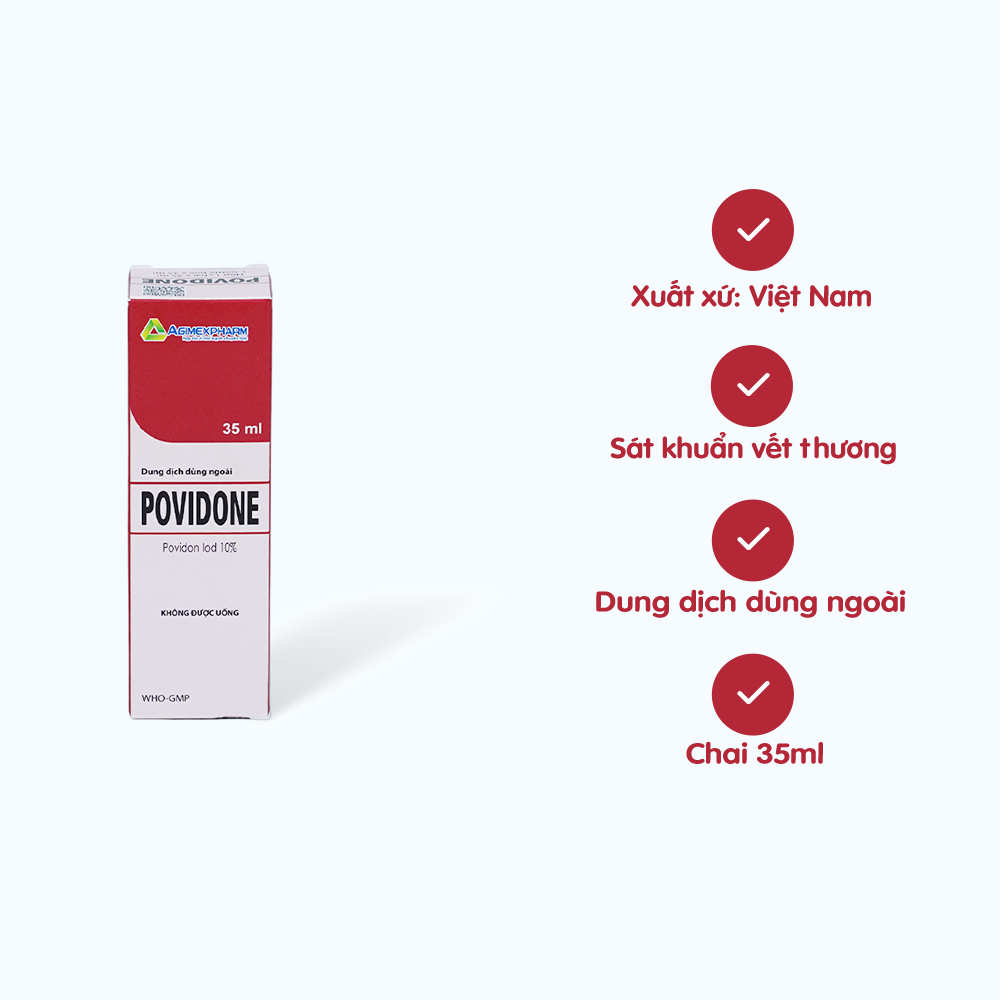 POVIDONE
AGIMEXPHARM
35 ml
Dung dịch dùng ngoài
POVIDONE
Povidon Iod 10%
KHÔNG ĐƯỢC UỐNG
WHO-GMP
Xuất xứ: Việt Nam
Sát khuẩn vết thương
Dung dịch dùng ngoài
Chai 35ml